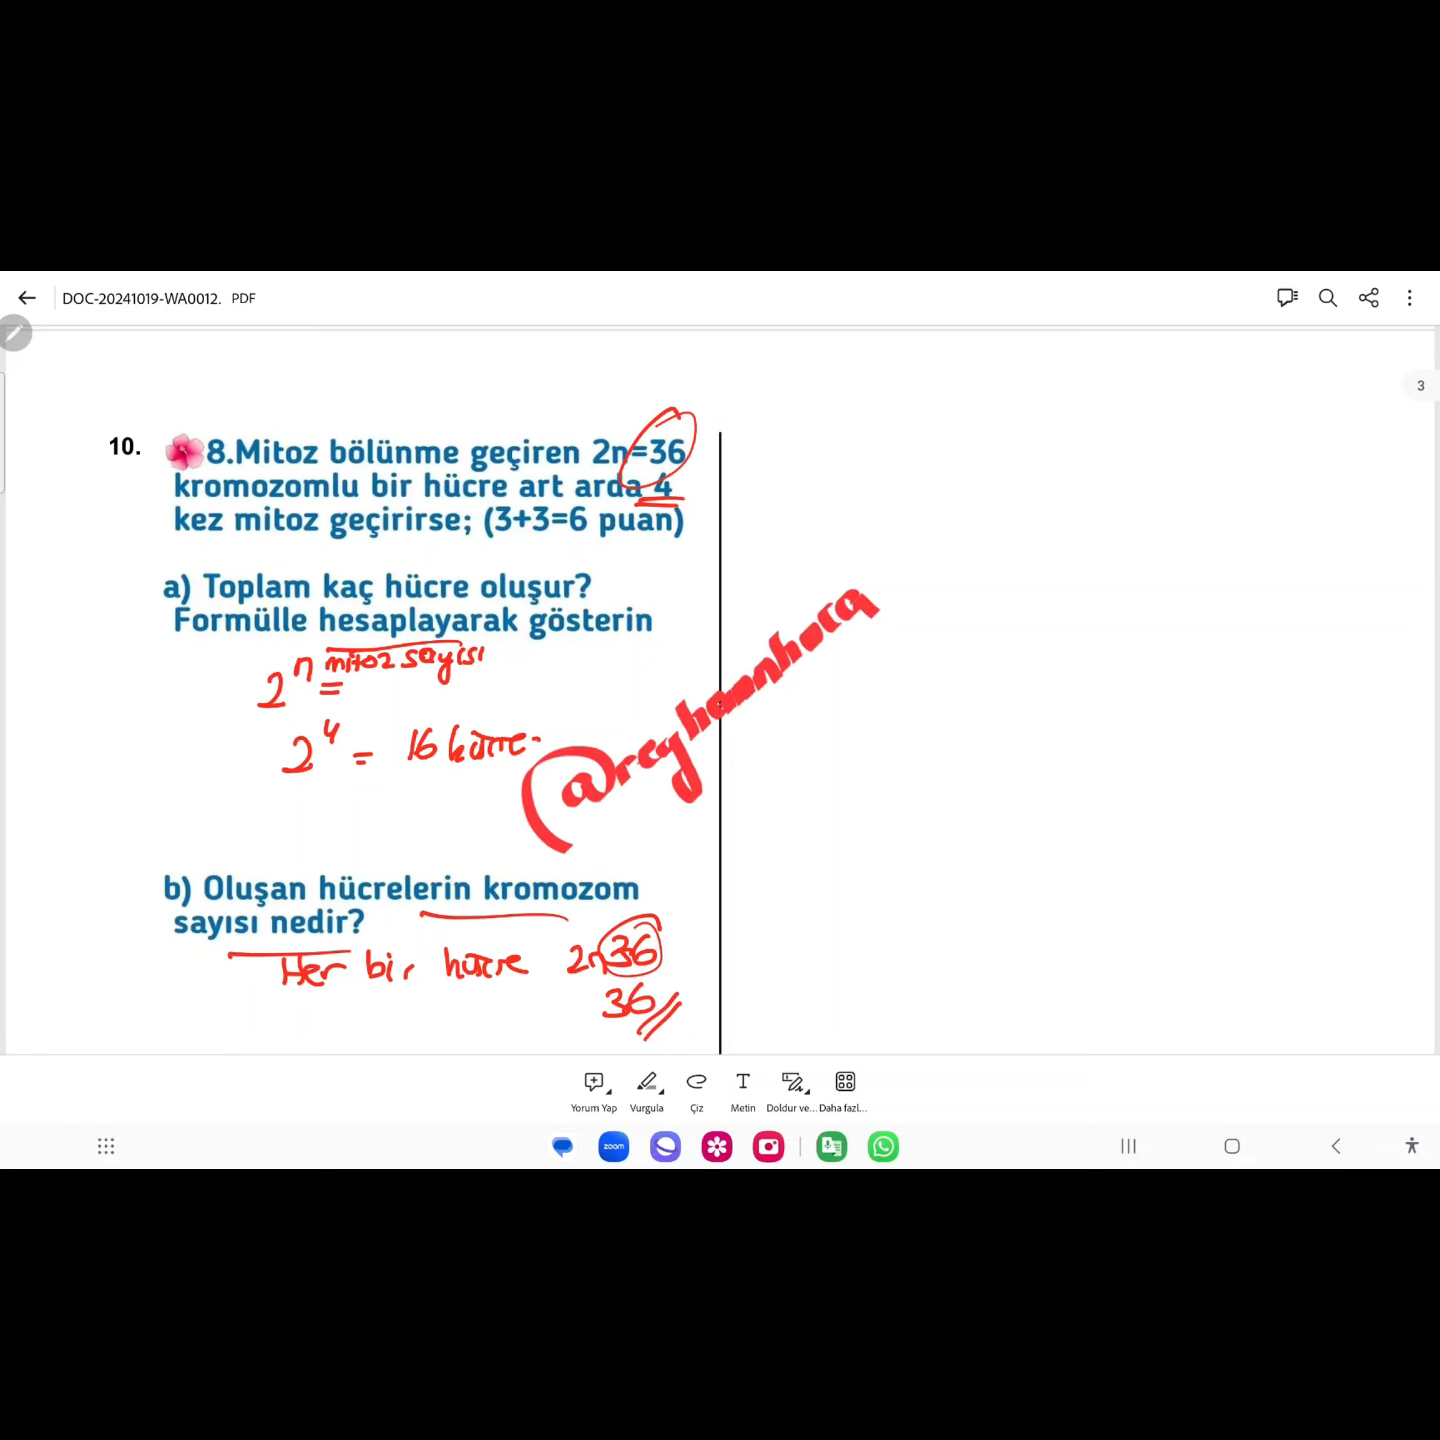 DOC-20241019-WA0012. PDF
3
10.
8.Mitoz bölünme geçiren 2n=36
kromozomlu bir hücre art arda 4
kez mitoz geçirirse; (3+3=6 puan)
a) Toplam kaç hücre oluşur?
Formülle hesaplayarak gösterin
2ⁿ = mitoz sayısı
2⁴ = 16 hücre.
@reyhannhoca
b) Oluşan hücrelerin kromozom
sayısı nedir?
Her bir hücre 2n36
36
Yorum Yap Vurgula Çiz Metin Doldur ve... Daha fazl...
zoom